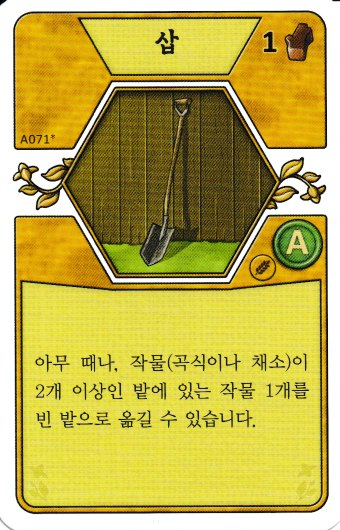 삽
1
A071*
A
아무 때나, 작물(곡식이나 채소)이
2개 이상인 밭에 있는 작물 1개를
빈 밭으로 옮길 수 있습니다.